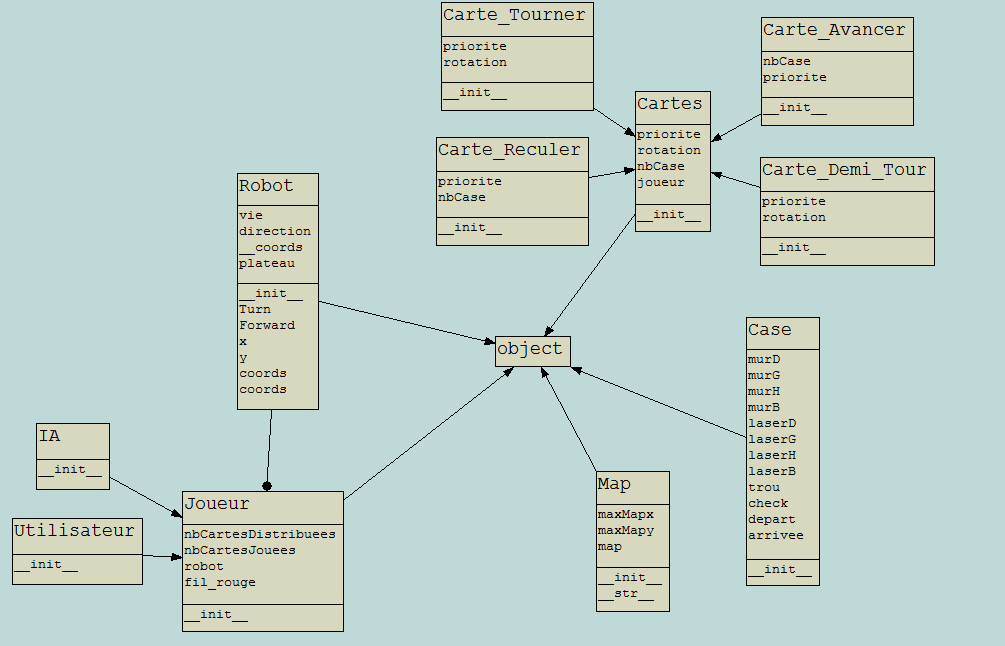 Carte_Tourner
priorite
rotation
__init__
Carte_Avancer
nbCase
priorite
__init__
Cartes
priorite
rotation
nbCase
joueur
__init__
Carte_Reculer
priorite
nbCase
__init__
Carte_Demi_Tour
priorite
rotation
__init__
Robot
vie
direction
__coords
plateau
__init__
Turn
Forward
x
y
coords
coords
object
Case
murD
murG
murH
murB
laserD
laserG
laserH
laserB
trou
check
depart
arrivee
__init__
IA
__init__
Utilisateur
__init__
Joueur
nbCartesDistribuees
nbCartesJouees
robot
fil_rouge
__init__
Map
maxMapx
maxMapy
map
__init__
__str__